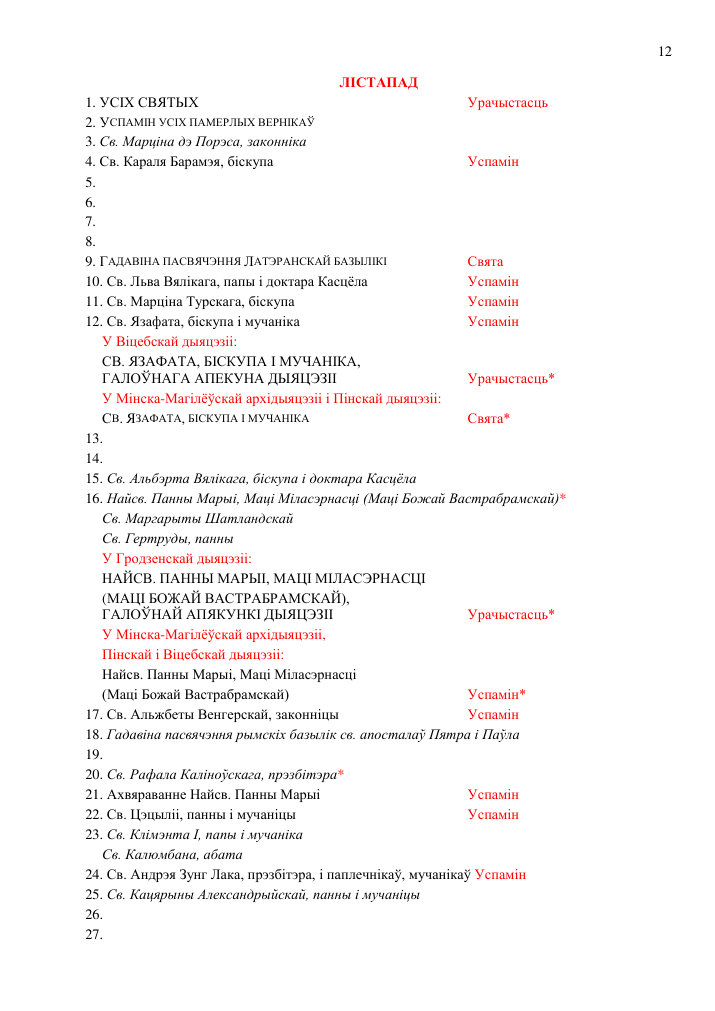 12
ЛІСТАПАД
1. УСІХ СВЯТЫХ Урачыстасць
2. УСПАМІН УСІХ ПАМЕРЛЫХ ВЕРНІКАЎ
3. Св. Марціна дэ Порэса, законніка
4. Св. Караля Барамэя, біскупа Успамін
5.
6.
7.
8.
9. ГАДАВІНА ПАСВЯЧЭННЯ ЛАТЭРАНСКАЙ БАЗЫЛІКІ Свята
10. Св. Льва Вялікага, папы і доктара Касцёла Успамін
11. Св. Марціна Турскага, біскупа Успамін
12. Св. Язафата, біскупа і мучаніка Успамін
У Віцебскай дыяцэзіі:
СВ. ЯЗАФАТА, БІСКУПА І МУЧАНІКА,
ГАЛОЎНАГА АПЕКУНА ДЫЯЦЭЗІІ Урачыстасць*
У Мінска-Магілёўскай архідыяцэзіі і Пінскай дыяцэзіі:
СВ. ЯЗАФАТА, БІСКУПА І МУЧАНІКА Свята*
13.
14.
15. Св. Альбэрта Вялікага, біскупа і доктара Касцёла
16. Найсв. Панны Марыі, Маці Міласэрнасці (Маці Божай Вастрабрамскай)*
Св. Маргарыты Шатландскай
Св. Гертруды, панны
У Гродзенскай дыяцэзіі:
НАЙСВ. ПАННЫ МАРЫІ, МАЦІ МІЛАСЭРНАСЦІ
(МАЦІ БОЖАЙ ВАСТРАБРАМСКАЙ),
ГАЛОЎНАЙ АПЯКУНКІ ДЫЯЦЭЗІІ Урачыстасць*
У Мінска-Магілёўскай архідыяцэзіі,
Пінскай і Віцебскай дыяцэзіі:
Найсв. Панны Марыі, Маці Міласэрнасці
(Маці Божай Вастрабрамскай) Успамін*
17. Св. Альжбеты Венгерскай, законніцы Успамін
18. Гадавіна пасвячэння рымскіх базылік св. апосталаў Пятра і Паўла
19.
20. Св. Рафала Каліноўскага, прэзбітэра*
21. Ахвяраванне Найсв. Панны Марыі Успамін
22. Св. Цэцыліі, панны і мучаніцы Успамін
23. Св. Клімэнта I, папы і мучаніка
Св. Калюмбана, абата
24. Св. Андрэя Зунг Лака, прэзбітэра, і паплечнікаў, мучанікаў Успамін
25. Св. Кацярыны Александрыйскай, панны і мучаніцы
26.
27.